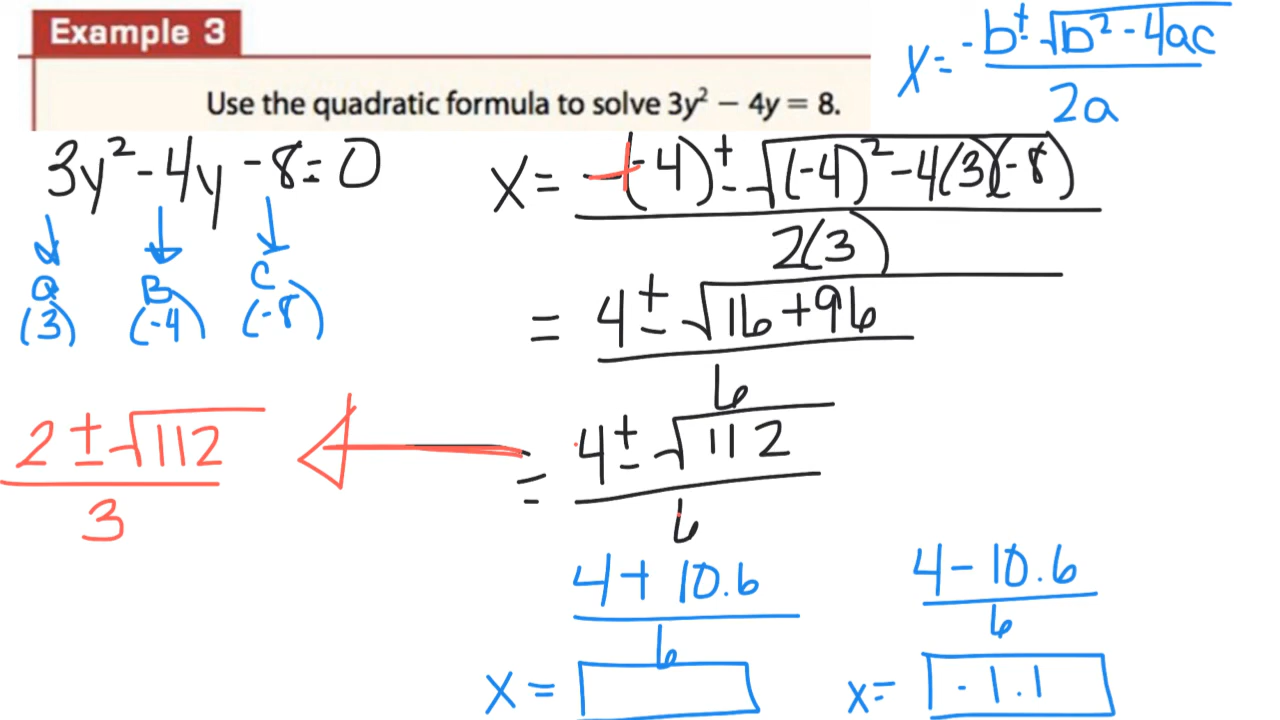 Example 3
Use the quadratic formula to solve 3y² − 4y = 8.
x = -b ± √b² - 4ac / 2a
3y² - 4y - 8 = 0
a B C
(3) (-4) (-8)
x = -(-4) ± √(-4)² - 4(3)(-8) / 2(3)
= 4 ± √16 + 96 / 6
= 4 ± √112 / 6
2 ± √112 / 3
4 + 10.6 / 6
4 - 10.6 / 6
x =
x = -1.1